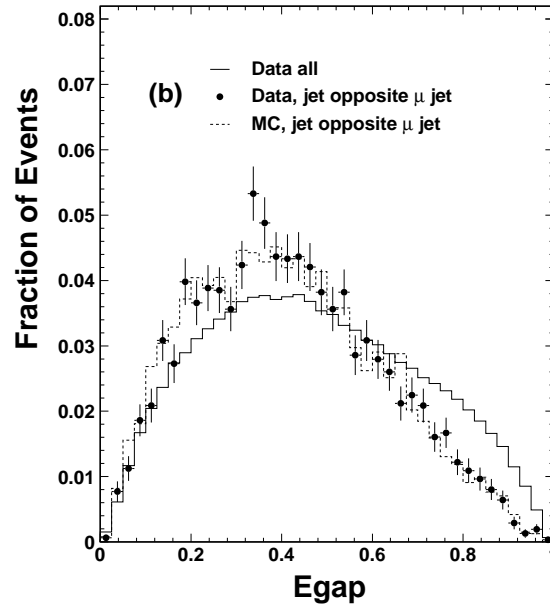 0.08
0.07
0.06
0.05
0.04
0.03
0.02
0.01
0
Fraction of Events
(b)
Data all
Data, jet opposite μ jet
MC, jet opposite μ jet
0 0.2 0.4 0.6 0.8
Egap